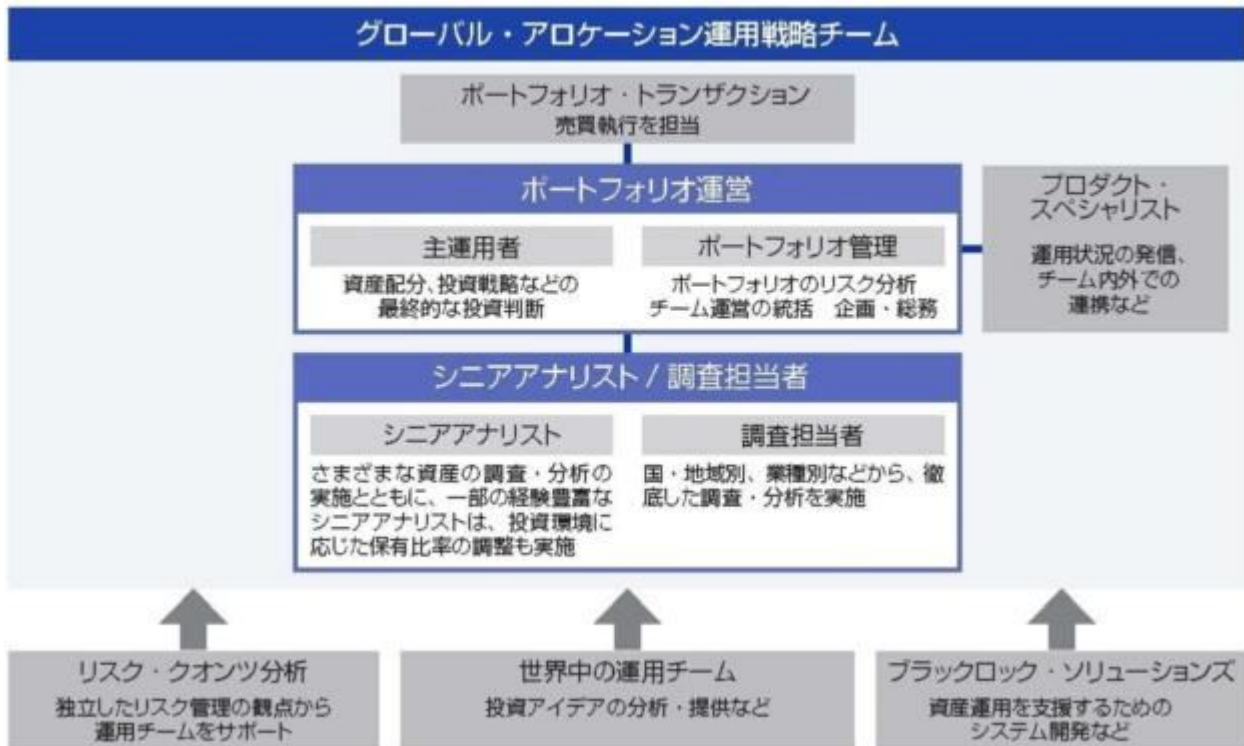 グローバル・アロケーション運用戦略チーム
ポートフォリオ・トランザクション
売買執行を担当
ポートフォリオ運営
主運用者
資産配分、投資戦略などの
最終的な投資判断
ポートフォリオ管理
ポートフォリオのリスク分析
チーム運営の統括　企画・総務
プロダクト・
スペシャリスト
運用状況の発信、
チーム内外での
連携など
シニアアナリスト / 調査担当者
シニアアナリスト
さまざまな資産の調査・分析の
実施とともに、一部の経験豊富な
シニアアナリストは、投資環境に
応じた保有比率の調整も実施
調査担当者
国・地域別、業種別などから、徹
底した調査・分析を実施
リスク・クオンツ分析
独立したリスク管理の観点から
運用チームをサポート
世界中の運用チーム
投資アイデアの分析・提供など
ブラックロック・ソリューションズ
資産運用を支援するための
システム開発など